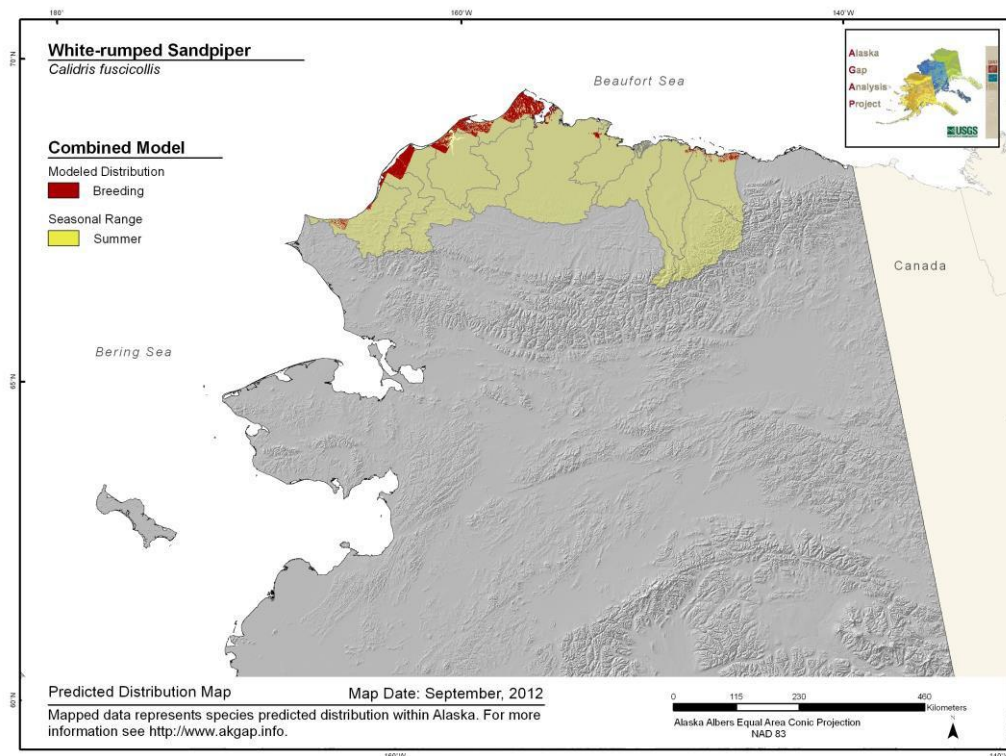 180°
160°
140°
70°N
White-rumped Sandpiper
Calidris fuscicollis
Beaufort Sea
Alaska
Gap
Analysis
Project
USGS
Combined Model
Modeled Distribution
Breeding
Seasonal Range
Summer
Canada
Bering Sea
65°N
65°N
60°N
Predicted Distribution Map
Map Date: September, 2012
Mapped data represents species predicted distribution within Alaska. For more
information see http://www.akgap.info.
0 115 230 460
Kilometers
Alaska Albers Equal Area Conic Projection
NAD 83
N
160°W
140°W